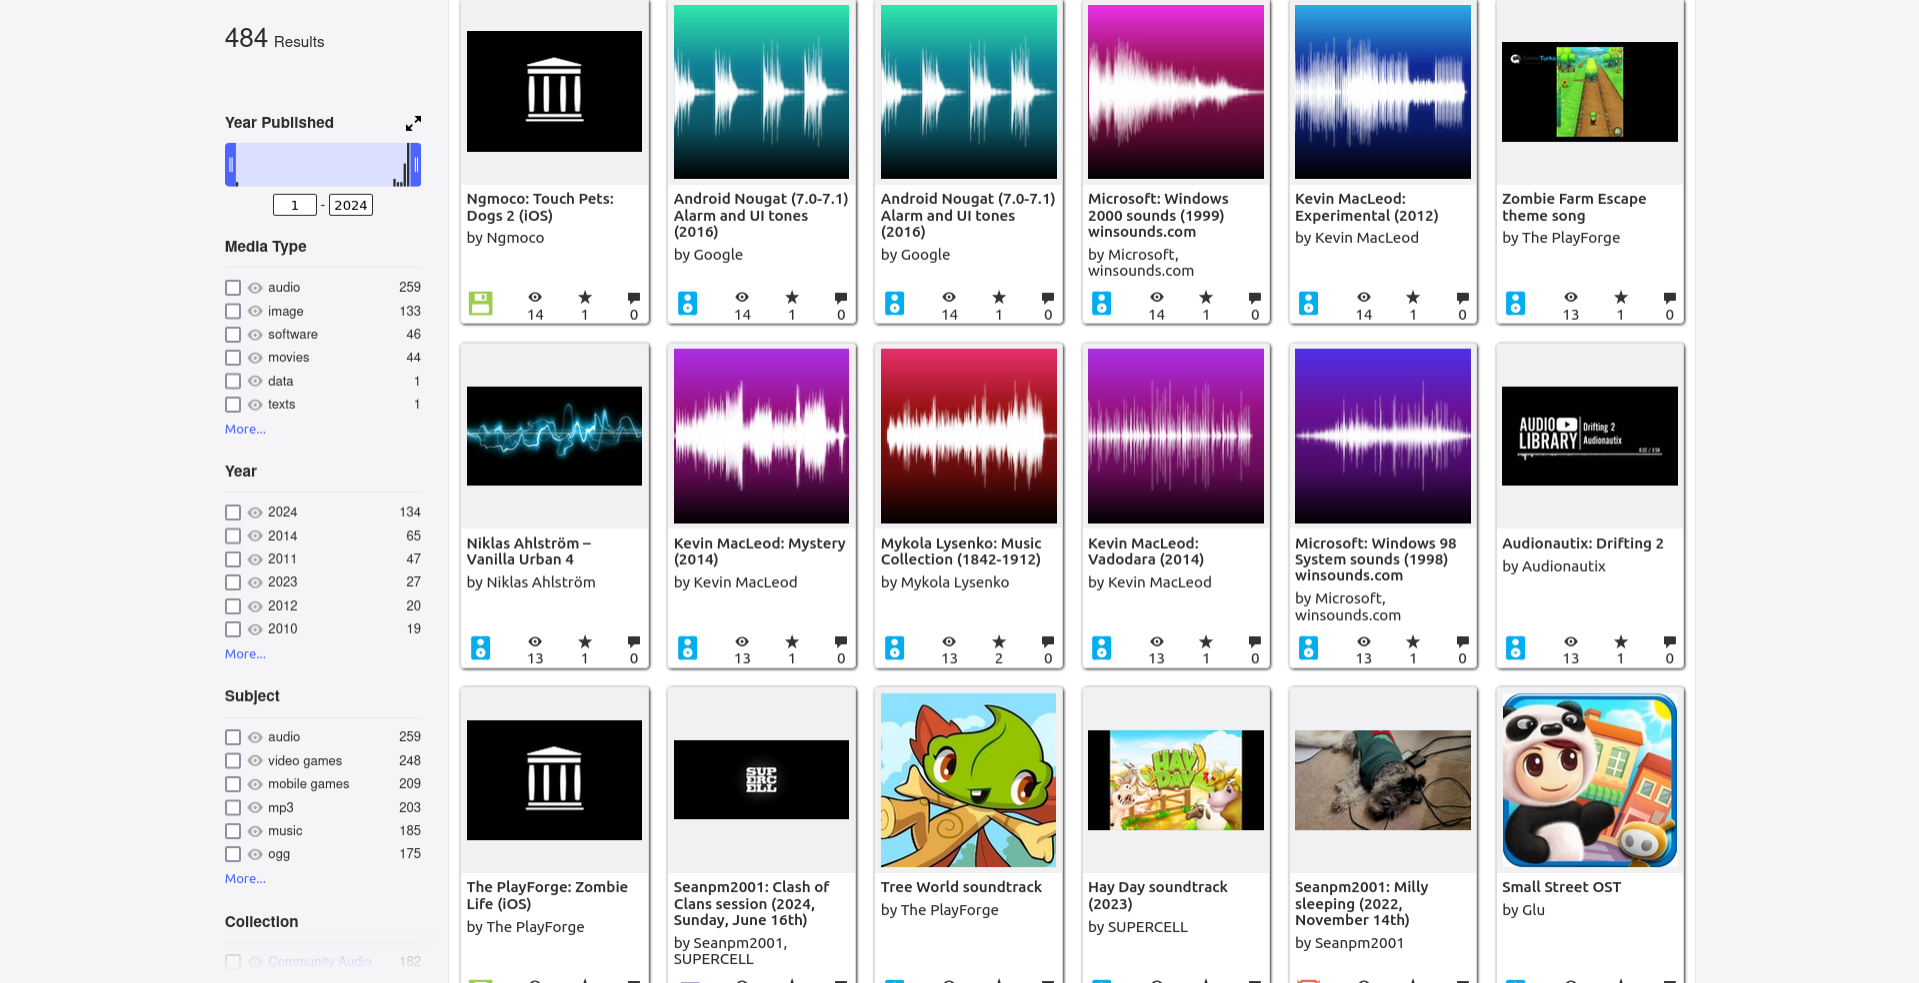 484 Results
Year Published
1 - 2024
Media Type
audio 259
image 133
software 46
movies 44
data 1
texts 1
More...
Year
2024 134
2014 65
2011 47
2023 27
2012 20
2010 19
More...
Subject
audio 259
video games 248
mobile games 209
mp3 203
music 185
ogg 175
More...
Collection
Community Audio 182
Ngmoco: Touch Pets:
Dogs 2 (iOS)
by Ngmoco
14 1 0
Android Nougat (7.0-7.1)
Alarm and UI tones
(2016)
by Google
14 1 0
Android Nougat (7.0-7.1)
Alarm and UI tones
(2016)
by Google
14 1 0
Microsoft: Windows
2000 sounds (1999)
winsounds.com
by Microsoft,
winsounds.com
14 1 0
Kevin MacLeod:
Experimental (2012)
by Kevin MacLeod
14 1 0
Zombie Farm Escape
theme song
by The PlayForge
13 1 0
Niklas Ahlström –
Vanilla Urban 4
by Niklas Ahlström
13 1 0
Kevin MacLeod: Mystery
(2014)
by Kevin MacLeod
13 1 0
Mykola Lysenko: Music
Collection (1842-1912)
by Mykola Lysenko
13 2 0
Kevin MacLeod:
Vadodara (2014)
by Kevin MacLeod
13 1 0
Microsoft: Windows 98
System sounds (1998)
winsounds.com
by Microsoft,
winsounds.com
13 1 0
AUDIO
LIBRARY
Drifting 2
Audionautix
Audionautix: Drifting 2
by Audionautix
13 1 0
The PlayForge: Zombie
Life (iOS)
by The PlayForge
SUP
ERC
ELL
Seanpm2001: Clash of
Clans session (2024,
Sunday, June 16th)
by Seanpm2001,
SUPERCELL
Tree World soundtrack
by The PlayForge
HAY
DAY
Hay Day soundtrack
(2023)
by SUPERCELL
Seanpm2001: Milly
sleeping (2022,
November 14th)
by Seanpm2001
Small Street OST
by Glu